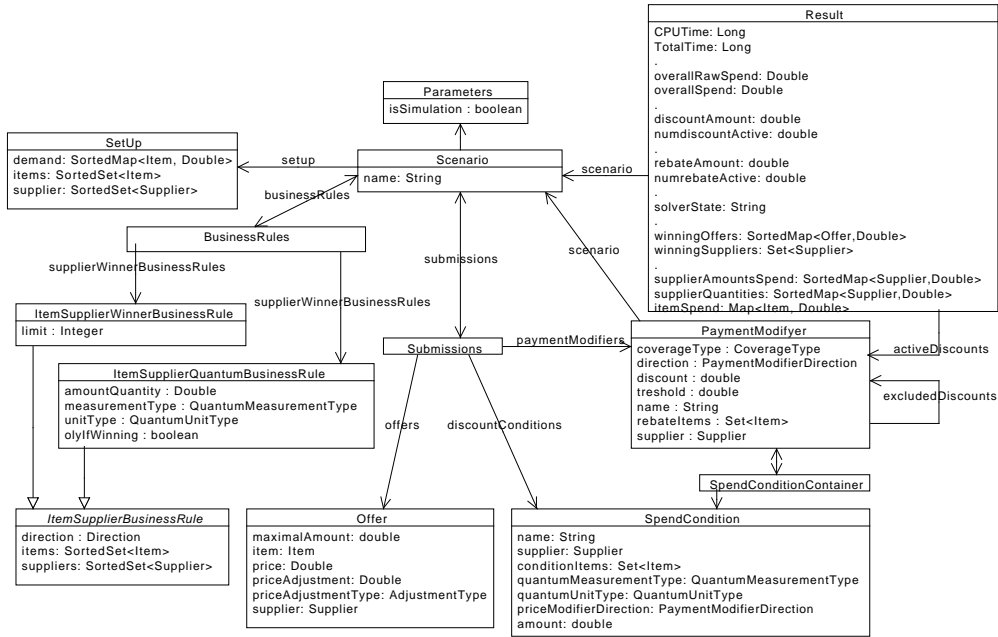 Result
CPUTime: Long
TotalTime: Long
.
overallRawSpend: Double
overallSpend: Double
.
discountAmount: double
numdiscountActive: double
.
rebateAmount: double
numrebateActive: double
.
solverState: String
.
winningOffers: SortedMap<Offer,Double>
winningSuppliers: Set<Supplier>
.
supplierAmountsSpend: SortedMap<Supplier,Double>
supplierQuantities: SortedMap<Supplier,Double>
itemSpend: Map<Item, Double>
Parameters
isSimulation : boolean
SetUp
demand: SortedMap<Item, Double>
items: SortedSet<Item>
supplier: SortedSet<Supplier>
setup
Scenario
name: String
scenario
businessRules
BusinessRules
submissions
scenario
supplierWinnerBusinessRules
supplierWinnerBusinessRules
ItemSupplierWinnerBusinessRule
limit : Integer
Submissions
paymentModifiers
PaymentModifyer
coverageType : CoverageType
direction : PaymentModifierDirection
discount : double
treshold : double
name : String
rebateItems : Set<Item>
supplier : Supplier
activeDiscounts
excludedDiscounts
ItemSupplierQuantumBusinessRule
amountQuantity : Double
measurementType : QuantumMeasurementType
unitType : QuantumUnitType
olyIfWinning : boolean
offers
discountConditions
SpendConditionContainer
ItemSupplierBusinessRule
direction : Direction
items: SortedSet<Item>
suppliers: SortedSet<Supplier>
Offer
maximalAmount: double
item: Item
price: Double
priceAdjustment: Double
priceAdjustmentType: AdjustmentType
supplier: Supplier
SpendCondition
name: String
supplier: Supplier
conditionItems: Set<Item>
quantumMeasurementType: QuantumMeasurementType
quantumUnitType: QuantumUnitType
priceModifierDirection: PaymentModifierDirection
amount: double